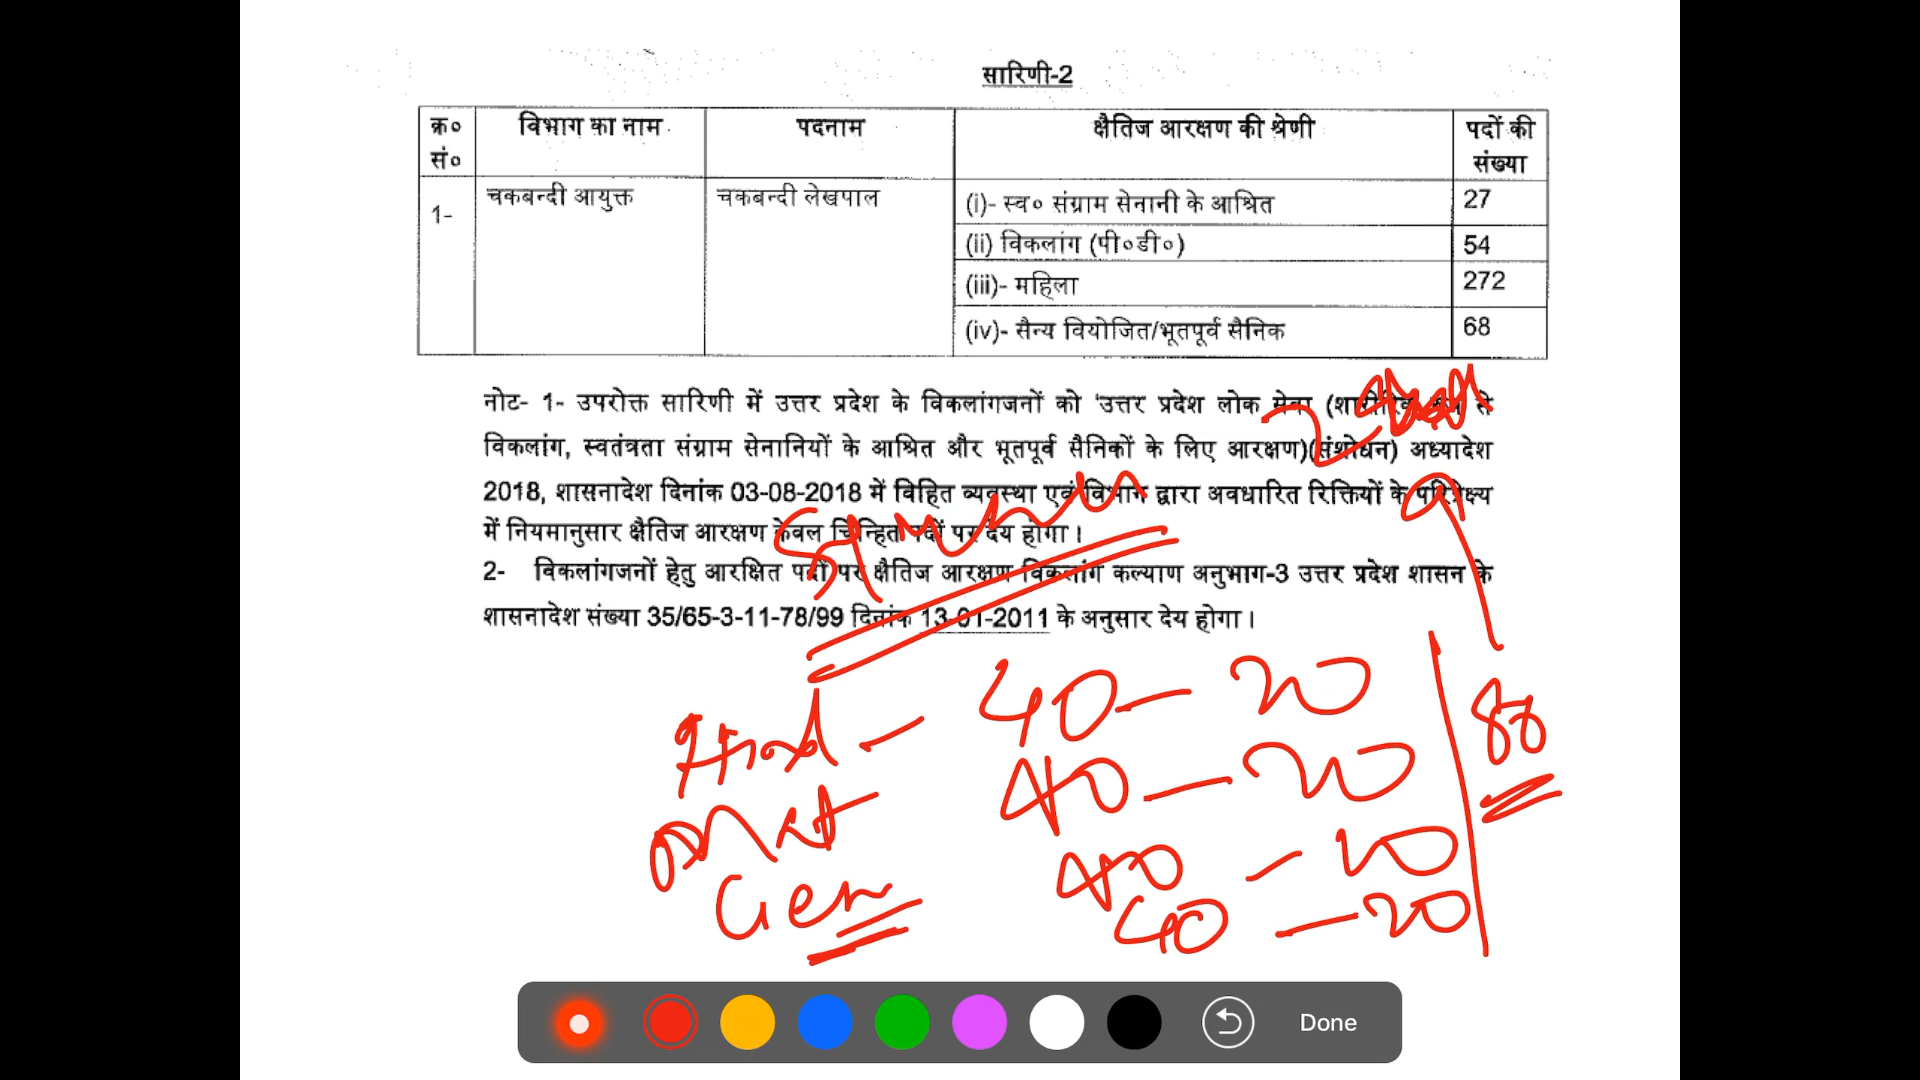 सारिणी-2
क्र० सं० विभाग का नाम पदनाम क्षैतिज आरक्षण की श्रेणी पदों की संख्या
1- चकबन्दी आयुक्त चकबन्दी लेखपाल (i)- स्व० संग्राम सेनानी के आश्रित 27
(ii) विकलांग (पी०डी०) 54
(iii)- महिला 272
(iv)- सैन्य वियोजित/भूतपूर्व सैनिक 68
नोट- 1- उपरोक्त सारिणी में उत्तर प्रदेश के विकलांगजनों को 'उत्तर प्रदेश लोक सेवा (शारीरिक रूप से
विकलांग, स्वतंत्रता संग्राम सेनानियों के आश्रित और भूतपूर्व सैनिकों के लिए आरक्षण)(संशोधन) अध्यादेश
2018, शासनादेश दिनांक 03-08-2018 में विहित व्यवस्था एवं विभाग द्वारा अवधारित रिक्तियों के परिप्रेक्ष्य
में नियमानुसार क्षैतिज आरक्षण केवल चिन्हित पदों पर देय होगा।
2- विकलांगजनों हेतु आरक्षित पदों पर क्षैतिज आरक्षण विकलांग कल्याण अनुभाग-3 उत्तर प्रदेश शासन के
शासनादेश संख्या 35/65-3-11-78/99 दिनांक 13-01-2011 के अनुसार देय होगा।
40 - 20
40 - 20
Gen 40 - 20
40 - 20
80
Done